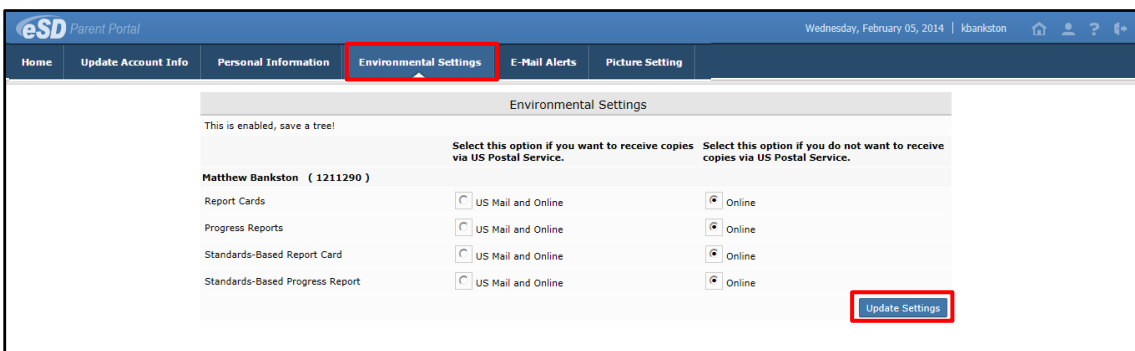 eSD Parent Portal Wednesday, February 05, 2014 | kbankston ?
Home Update Account Info Personal Information Environmental Settings E-Mail Alerts Picture Setting
Environmental Settings
This is enabled, save a tree!
Select this option if you want to receive copies via US Postal Service.
Select this option if you do not want to receive copies via US Postal Service.
Matthew Bankston ( 1211290 )
Report Cards US Mail and Online Online
Progress Reports US Mail and Online Online
Standards-Based Report Card US Mail and Online Online
Standards-Based Progress Report US Mail and Online Online
Update Settings